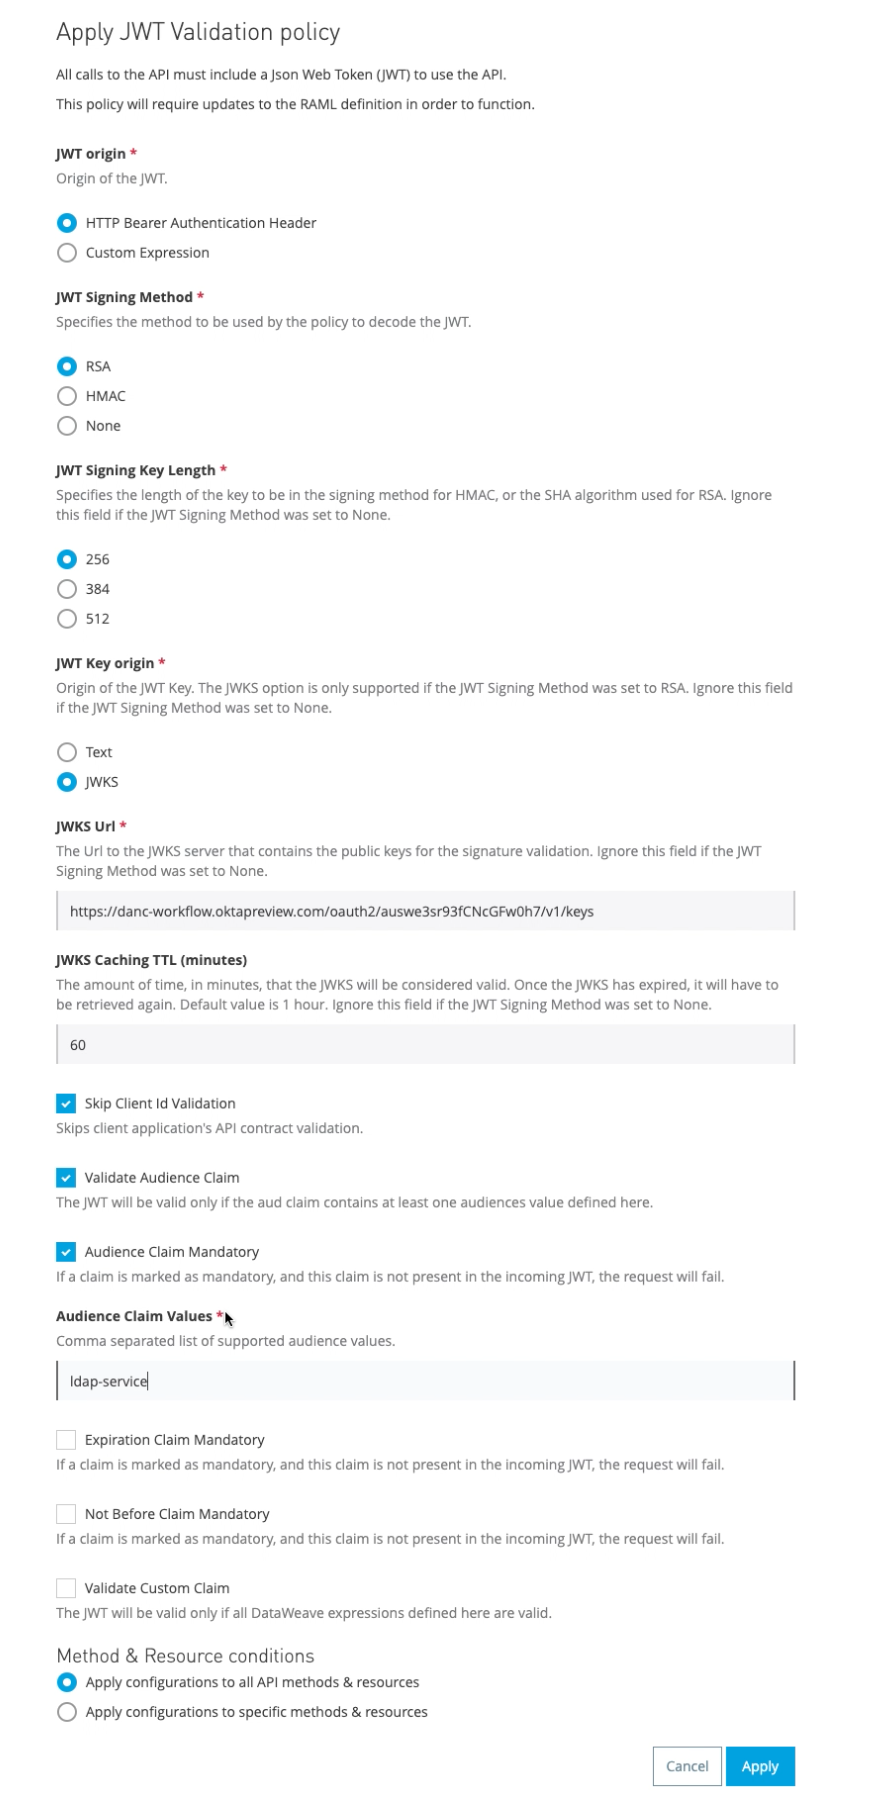 Apply JWT Validation policy
All calls to the API must include a Json Web Token (JWT) to use the API.
This policy will require updates to the RAML definition in order to function.
JWT origin *
Origin of the JWT.
HTTP Bearer Authentication Header
Custom Expression
JWT Signing Method *
Specifies the method to be used by the policy to decode the JWT.
RSA
HMAC
None
JWT Signing Key Length *
Specifies the length of the key to be in the signing method for HMAC, or the SHA algorithm used for RSA. Ignore
this field if the JWT Signing Method was set to None.
256
384
512
JWT Key origin *
Origin of the JWT Key. The JWKS option is only supported if the JWT Signing Method was set to RSA. Ignore this field
if the JWT Signing Method was set to None.
Text
JWKS
JWKS Url *
The Url to the JWKS server that contains the public keys for the signature validation. Ignore this field if the JWT
Signing Method was set to None.
https://danc-workflow.oktapreview.com/oauth2/auswe3sr93fCNcGFw0h7/v1/keys
JWKS Caching TTL (minutes)
The amount of time, in minutes, that the JWKS will be considered valid. Once the JWKS has expired, it will have to
be retrieved again. Default value is 1 hour. Ignore this field if the JWT Signing Method was set to None.
60
Skip Client Id Validation
Skips client application's API contract validation.
Validate Audience Claim
The JWT will be valid only if the aud claim contains at least one audiences value defined here.
Audience Claim Mandatory
If a claim is marked as mandatory, and this claim is not present in the incoming JWT, the request will fail.
Audience Claim Values *
Comma separated list of supported audience values.
ldap-service
Expiration Claim Mandatory
If a claim is marked as mandatory, and this claim is not present in the incoming JWT, the request will fail.
Not Before Claim Mandatory
If a claim is marked as mandatory, and this claim is not present in the incoming JWT, the request will fail.
Validate Custom Claim
The JWT will be valid only if all DataWeave expressions defined here are valid.
Method & Resource conditions
Apply configurations to all API methods & resources
Apply configurations to specific methods & resources
Cancel Apply